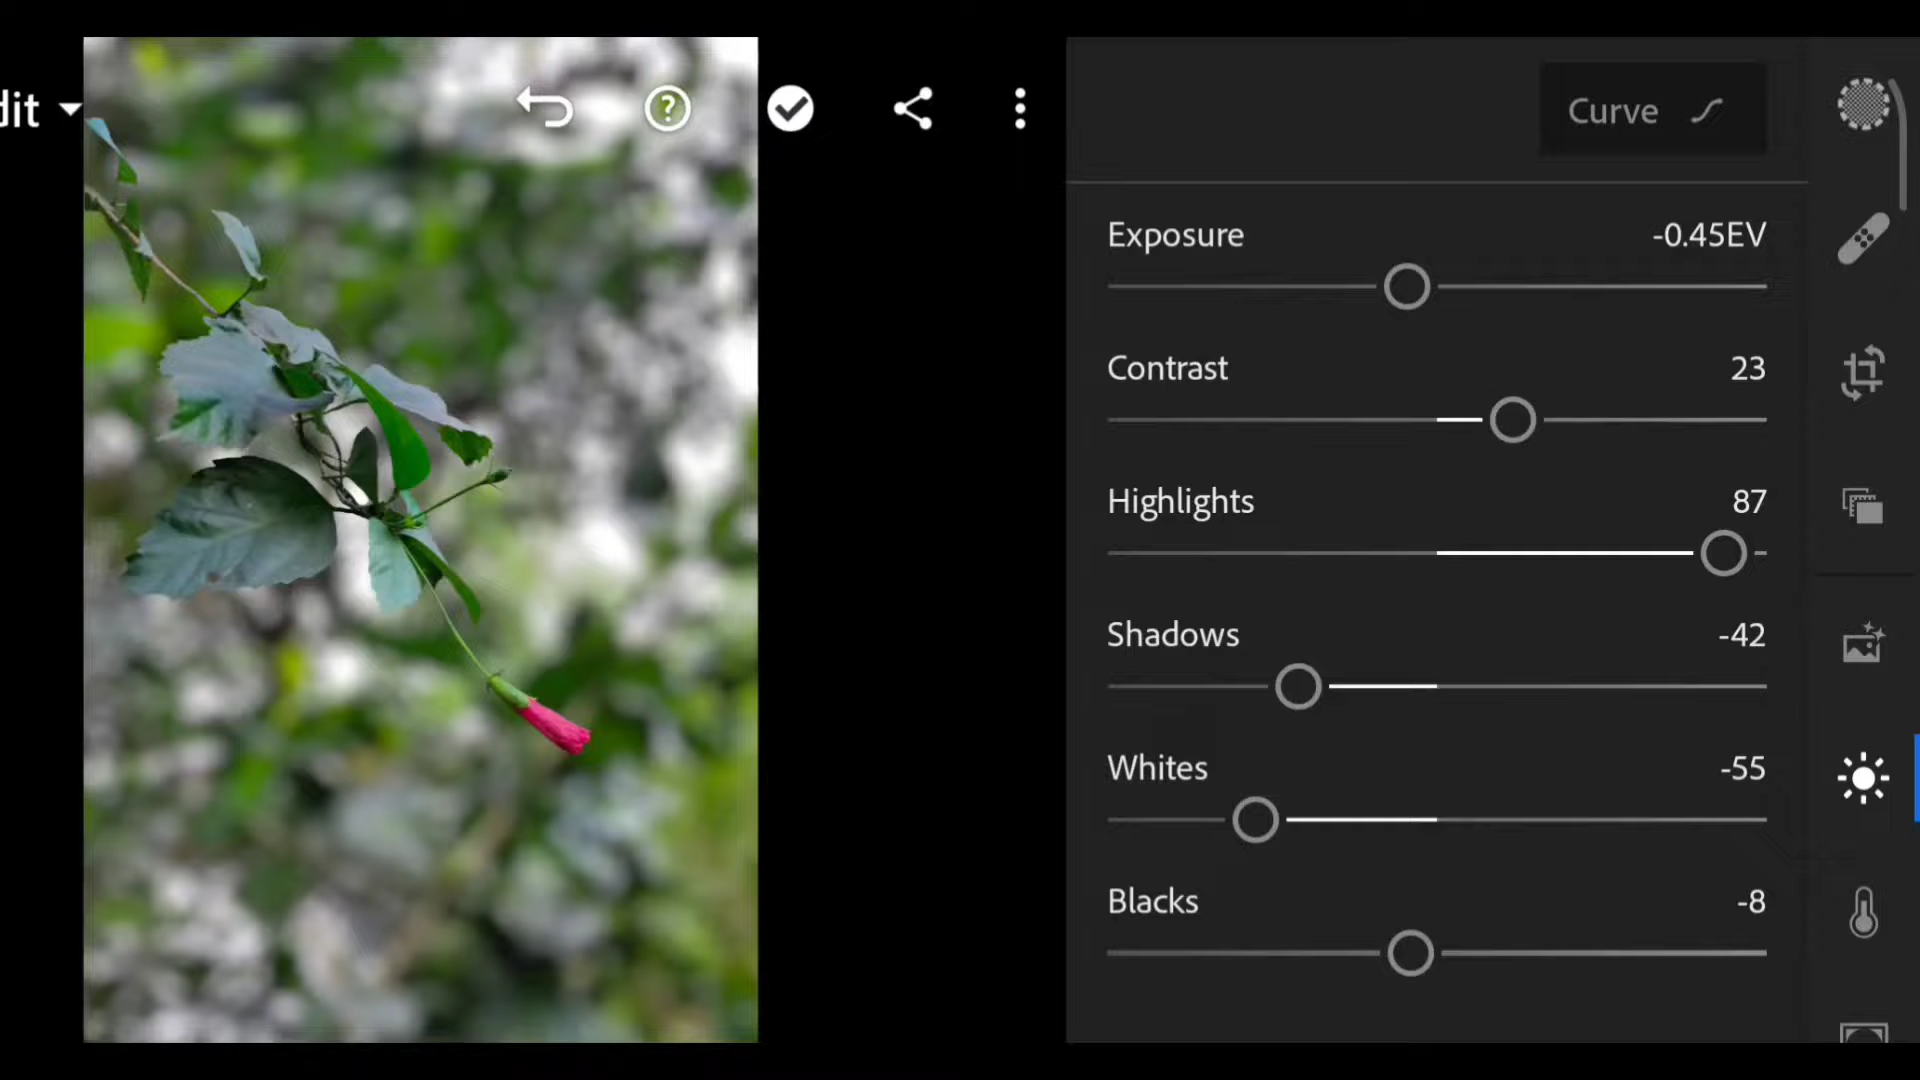 dit
?
Curve
Exposure -0.45EV
Contrast 23
Highlights 87
Shadows -42
Whites -55
Blacks -8